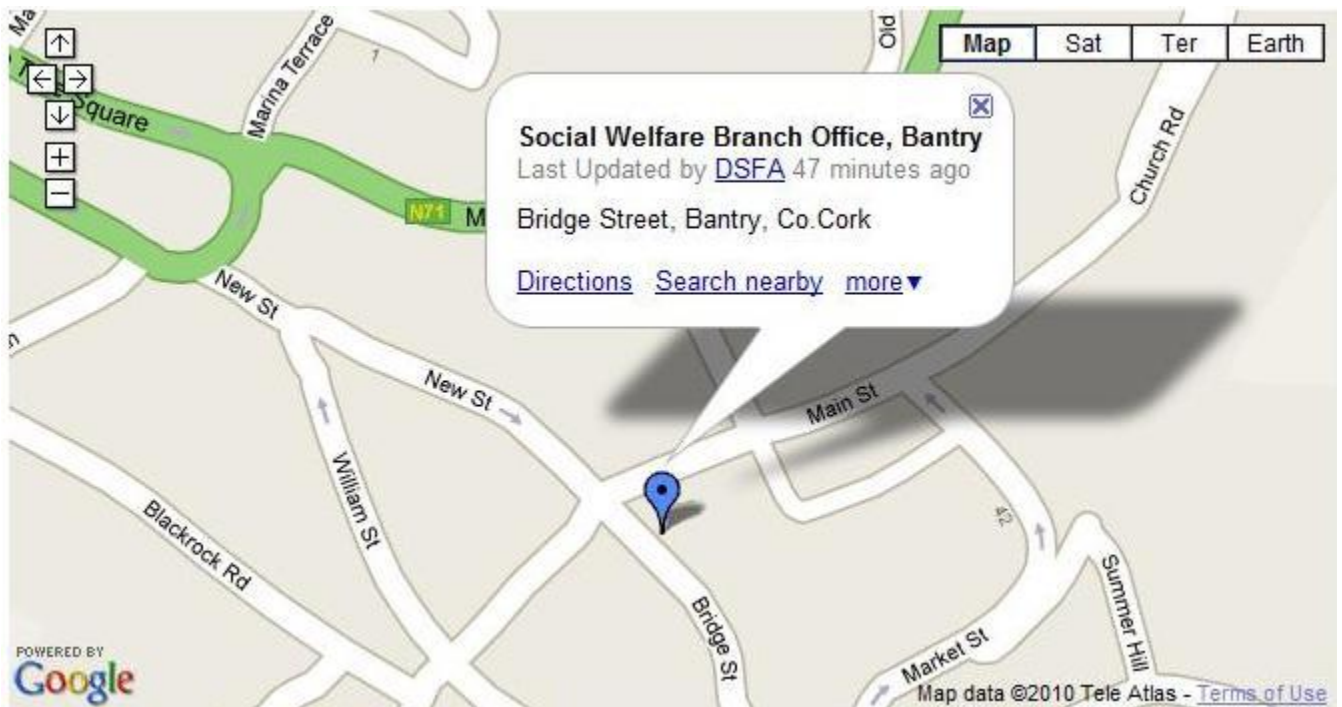 Ma
Marina Terrace
1
Old
Map Sat Ter Earth
Square
Church Rd
Social Welfare Branch Office, Bantry
Last Updated by DSFA 47 minutes ago
N71 M
Bridge Street, Bantry, Co.Cork
Directions Search nearby more▼
New St
New St
Main St
William St
42
Blackrock Rd
Bridge St
Summer Hill
Market St
POWERED BY
Google
Map data ©2010 Tele Atlas - Terms of Use